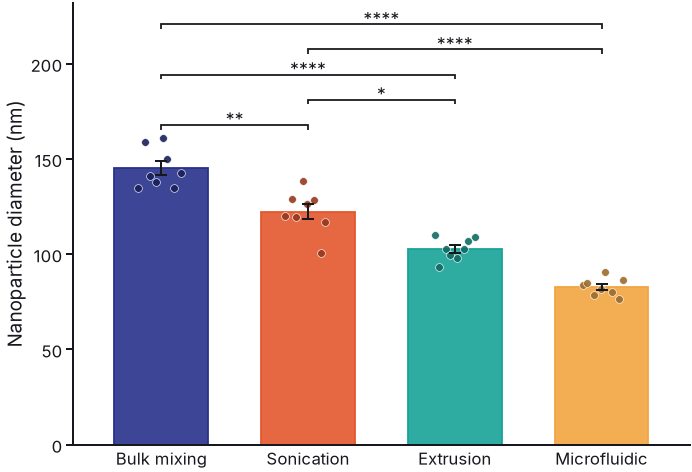 ****
****
****
*
**
Nanoparticle diameter (nm)
200
150
100
50
0
Bulk mixing
Sonication
Extrusion
Microfluidic